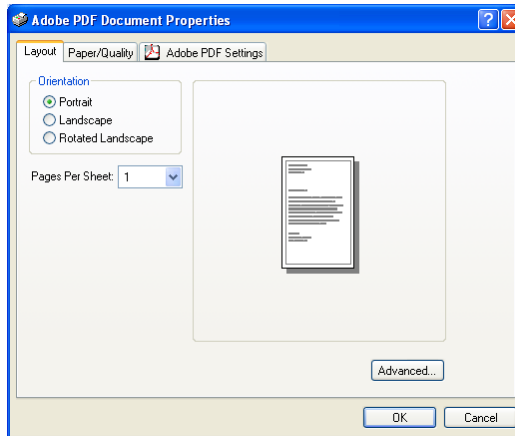 Adobe PDF Document Properties
Layout Paper/Quality Adobe PDF Settings
Orientation
Portrait
Landscape
Rotated Landscape
Pages Per Sheet: 1
Advanced...
OK Cancel